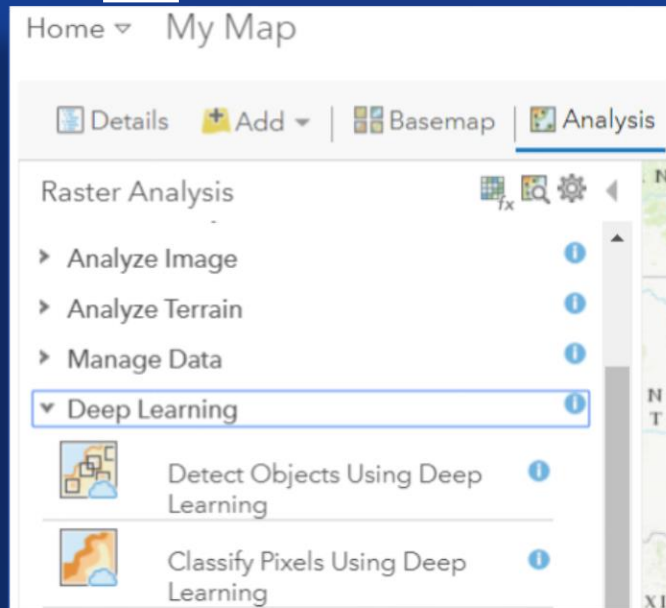 Home My Map
Details Add Basemap Analysis
Raster Analysis
fx
N
Analyze Image
Analyze Terrain
Manage Data
Deep Learning
N
T
Detect Objects Using Deep
Learning
Classify Pixels Using Deep
Learning